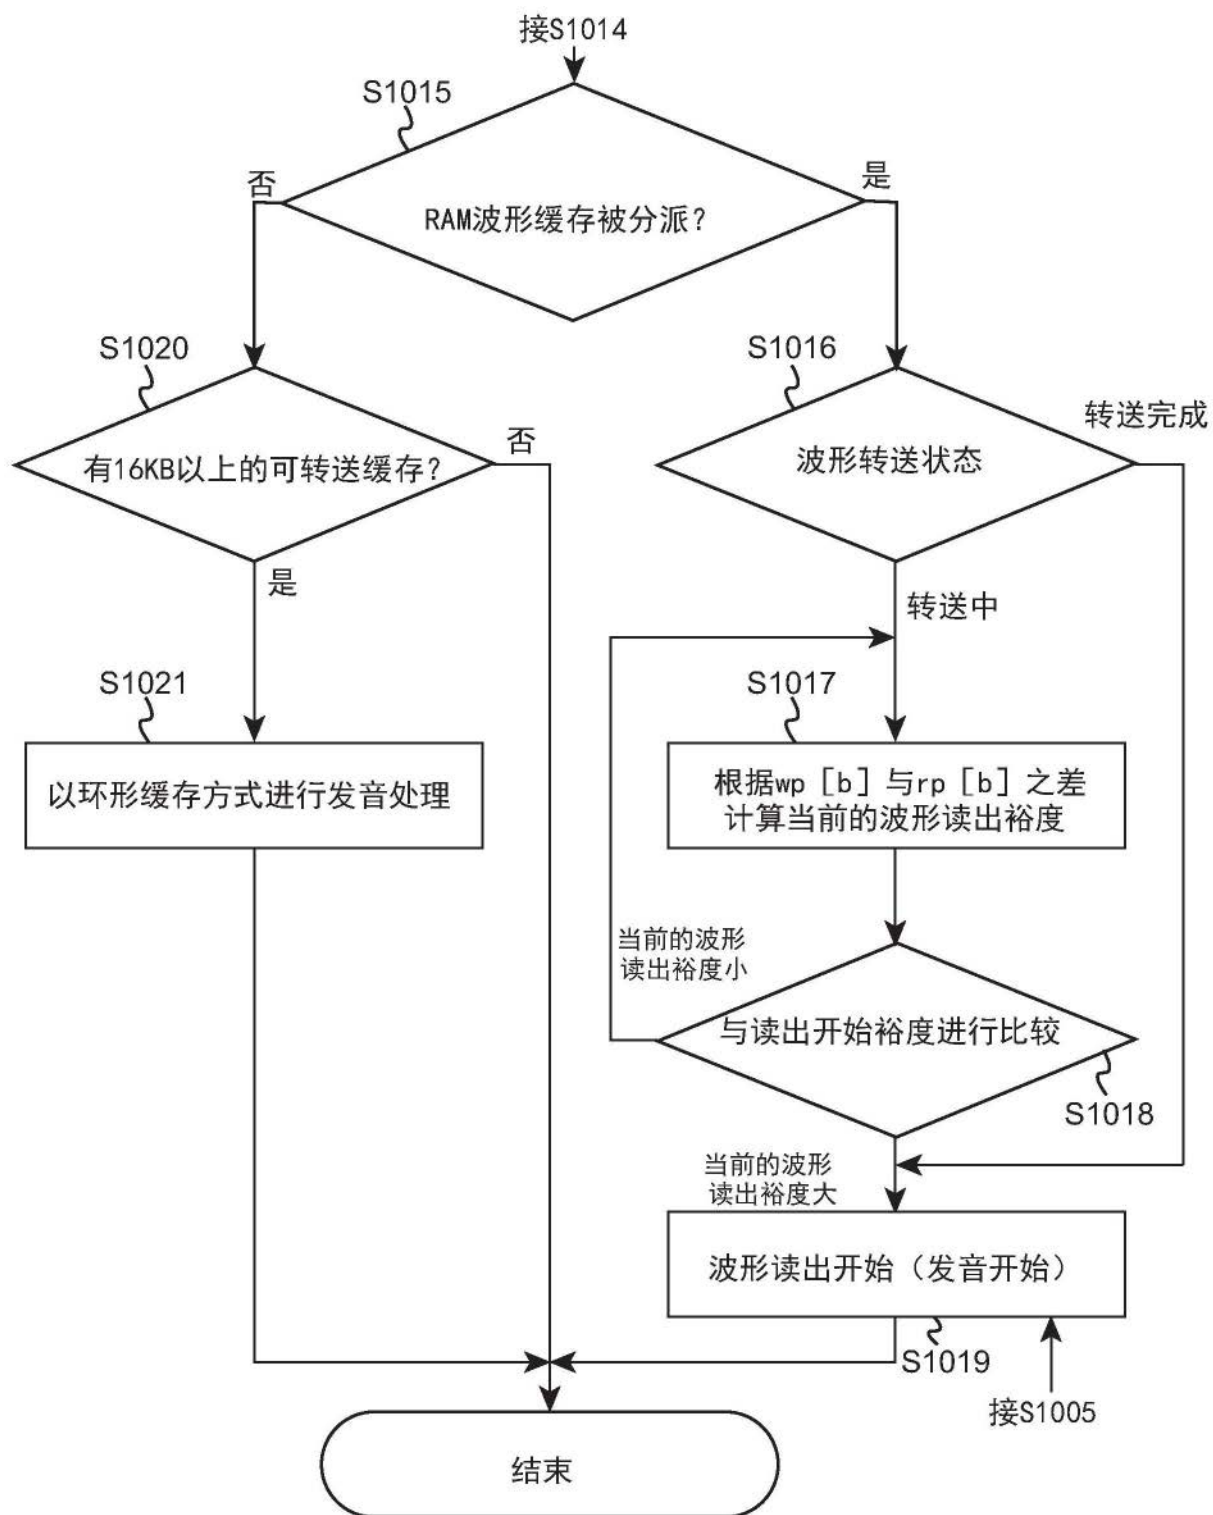 接S1014
S1015
否
是
RAM波形缓存被分派？
S1020
S1016
转送完成
否
有16KB以上的可转送缓存？
波形转送状态
是
转送中
S1021
S1017
以环形缓存方式进行发音处理
根据wp［b］与rp［b］之差
计算当前的波形读出裕度
当前的波形
读出裕度小
与读出开始裕度进行比较
S1018
当前的波形
读出裕度大
波形读出开始（发音开始）
S1019
接S1005
结束